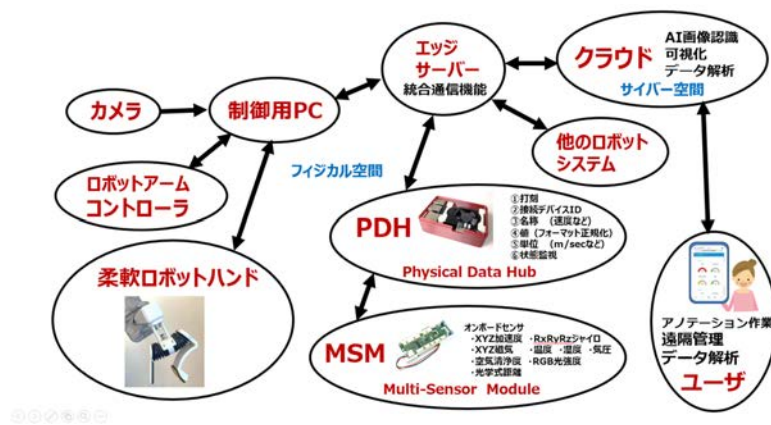 カメラ
制御用PC
ロボットアーム
コントローラ
柔軟ロボットハンド
フィジカル空間
エッジ
サーバー
統合通信機能
クラウド
AI画像認識
可視化
データ解析
サイバー空間
他のロボット
システム
PDH
①打刻
②接続デバイスID
③名称 (速度など)
④値(フォーマット正規化)
⑤単位 (m/secなど)
⑥状態監視
Physical Data Hub
MSM
オンボードセンサ
・XYZ加速度 ・RxRyRzジャイロ
・XYZ磁気 ・温度 ・湿度 ・気圧
・空気清浄度 ・RGB光強度
・光学式距離
Multi-Sensor Module
アノテーション作業
遠隔管理
データ解析
ユーザ